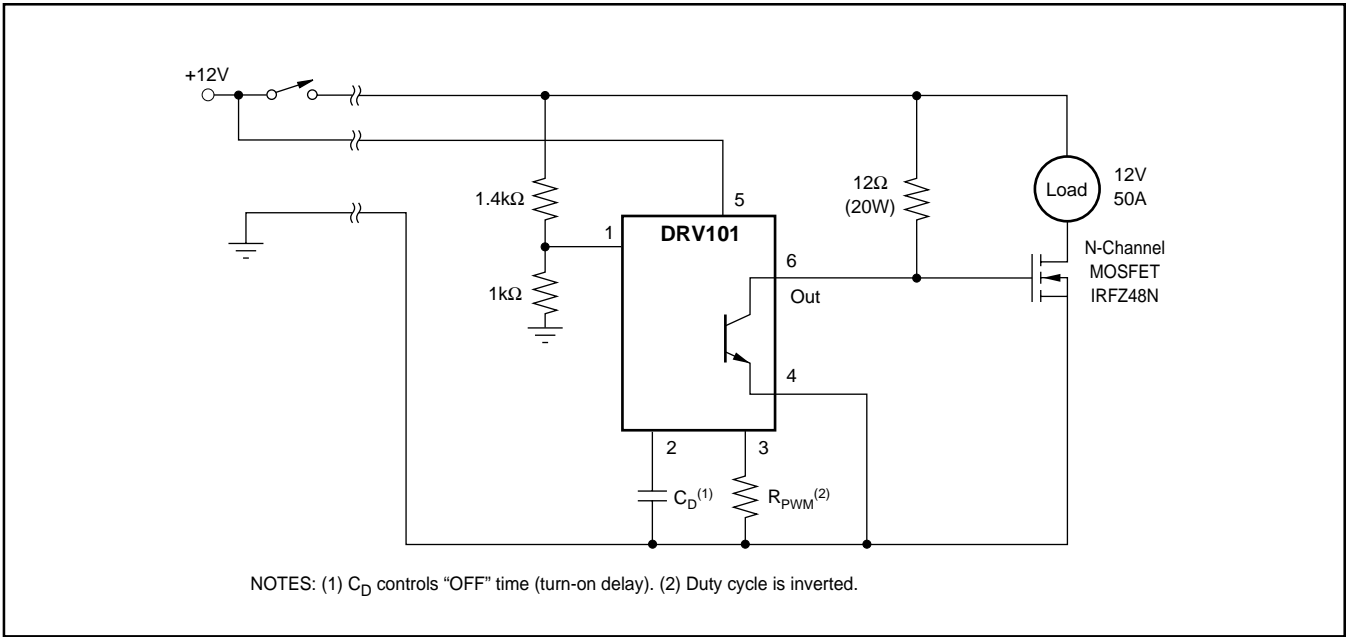 +12V
1.4kΩ
1kΩ
1
5
DRV101
6
Out
4
2
3
C_D(1)
R_PWM(2)
12Ω
(20W)
Load
12V
50A
N-Channel
MOSFET
IRFZ48N
NOTES: (1) C_D controls “OFF” time (turn-on delay). (2) Duty cycle is inverted.